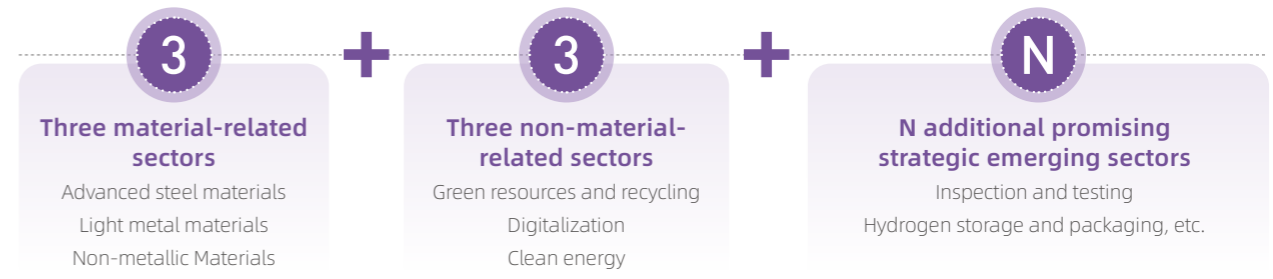 3
Three material-related
sectors
Advanced steel materials
Light metal materials
Non-metallic Materials
+
3
Three non-material-
related sectors
Green resources and recycling
Digitalization
Clean energy
+
N
N additional promising
strategic emerging sectors
Inspection and testing
Hydrogen storage and packaging, etc.